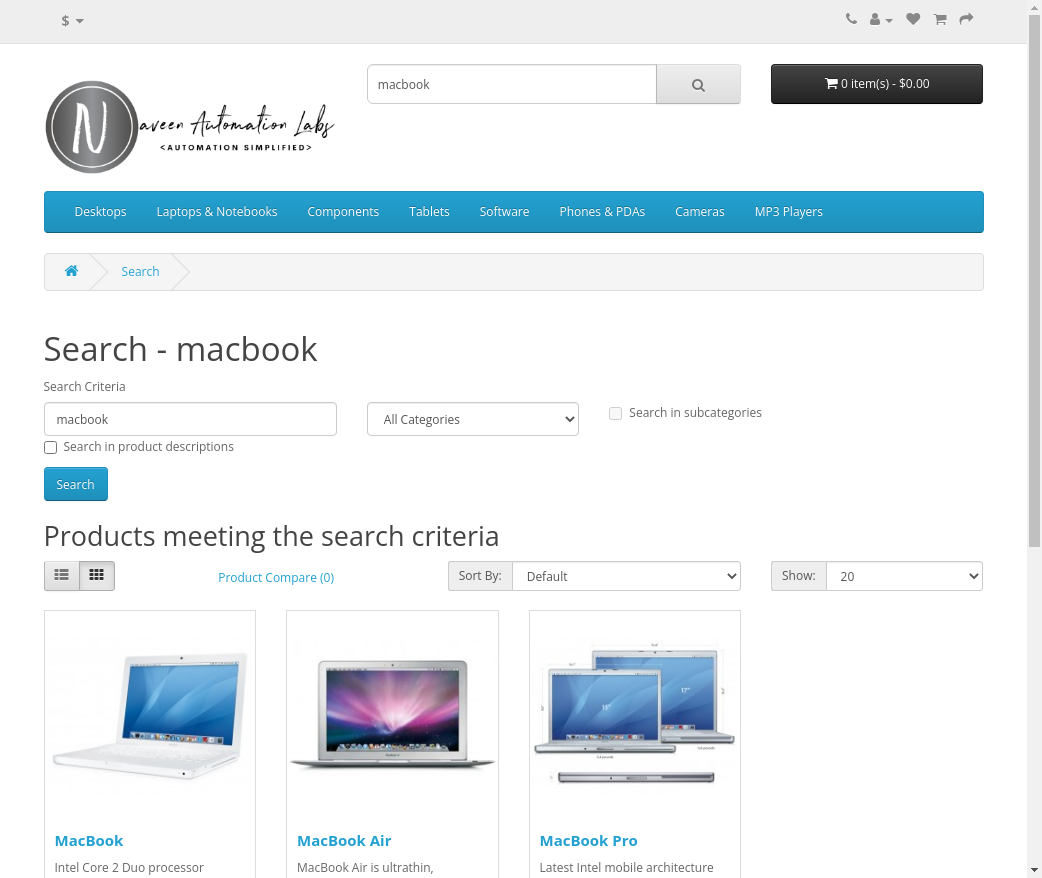 $
macbook
0 item(s) - $0.00
N
aveen Automation Labs
<AUTOMATION SIMPLIFIED>
Desktops Laptops & Notebooks Components Tablets Software Phones & PDAs Cameras MP3 Players
Search
Search - macbook
Search Criteria
macbook All Categories Search in subcategories
Search in product descriptions
Search
Products meeting the search criteria
Product Compare (0) Sort By: Default Show: 20
15" 17"
MacBook MacBook Air MacBook Pro
Intel Core 2 Duo processor MacBook Air is ultrathin, Latest Intel mobile architecture